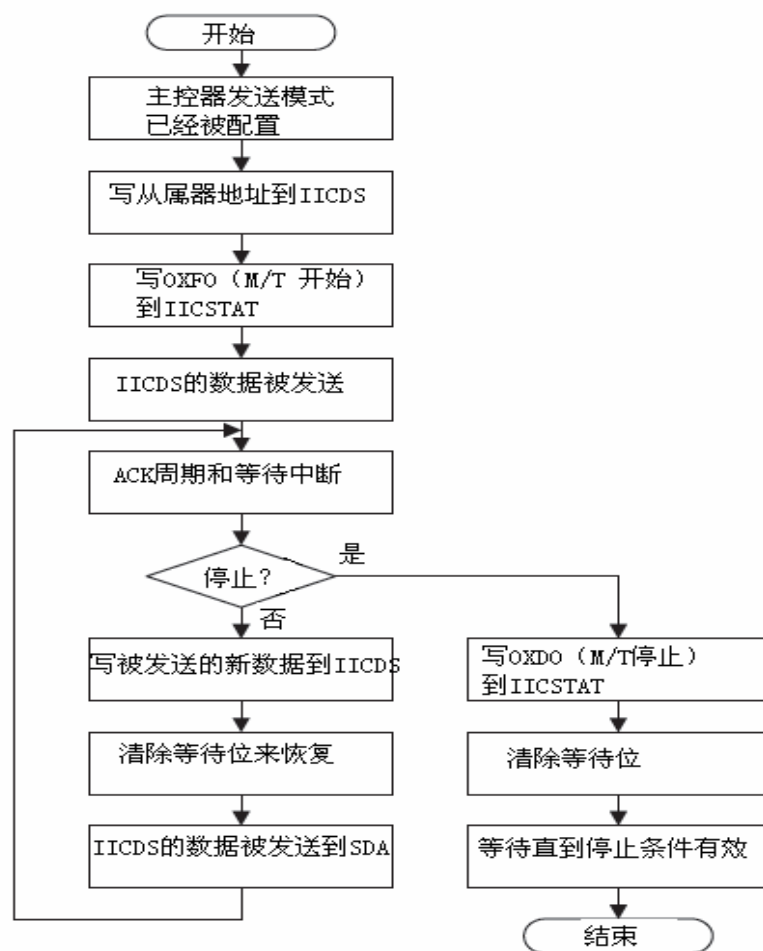 开始
主控器发送模式
已经被配置
写从属器地址到IICDS
写OXFO（M/T 开始）
到IICSTAT
IICDS的数据被发送
ACK周期和等待中断
停止?
是
否
写被发送的新数据到IICDS
清除等待位来恢复
IICDS的数据被发送到SDA
写OXDO（M/T停止）
到IICSTAT
清除等待位
等待直到停止条件有效
结束